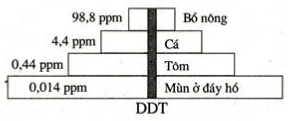 98,8 ppm Bồ nông
4,4 ppm Cá
0,44 ppm Tôm
0,014 ppm Mùn ở đáy hồ
DDT